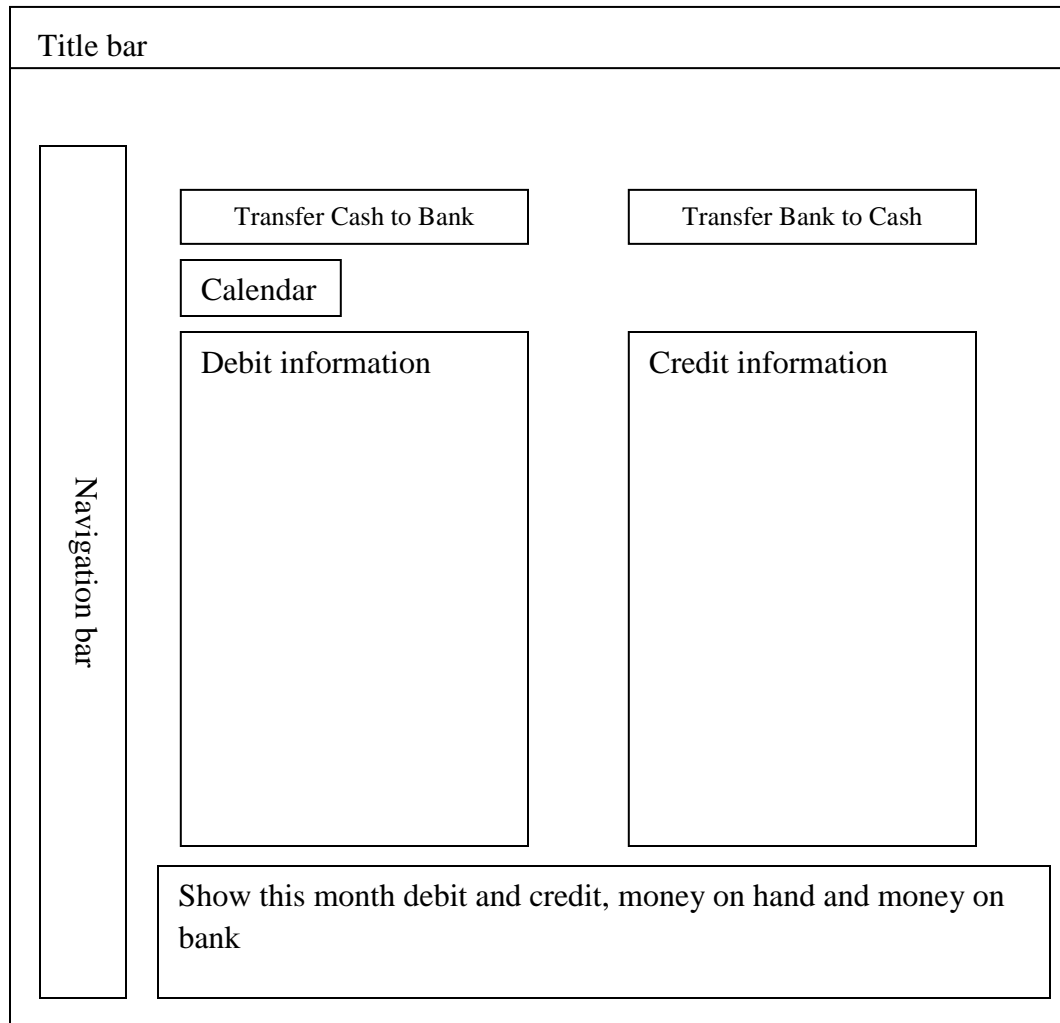 Title bar
Navigation bar
Transfer Cash to Bank
Transfer Bank to Cash
Calendar
Debit information
Credit information
Show this month debit and credit, money on hand and money on
bank